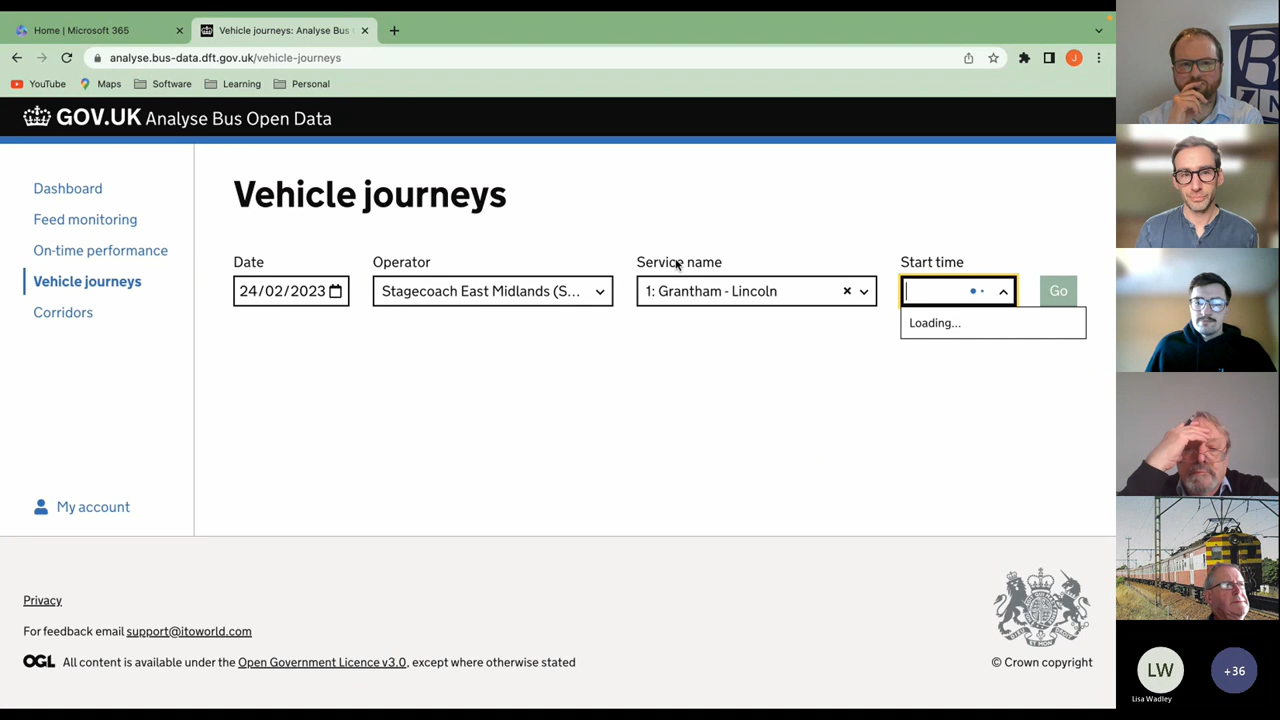 Home | Microsoft 365
Vehicle journeys: Analyse Bus
analyse.bus-data.dft.gov.uk/vehicle-journeys
J
YouTube
Maps
Software
Learning
Personal
GOV.UK Analyse Bus Open Data
Dashboard
Feed monitoring
On-time performance
Vehicle journeys
Corridors
My account
Vehicle journeys
Date
Operator
Service name
Start time
24/02/2023
Stagecoach East Midlands (S...
1: Grantham - Lincoln
Go
Loading...
Privacy
For feedback email support@itoworld.com
OGL All content is available under the Open Government Licence v3.0, except where otherwise stated
© Crown copyright
LW
Lisa Wadley
+36